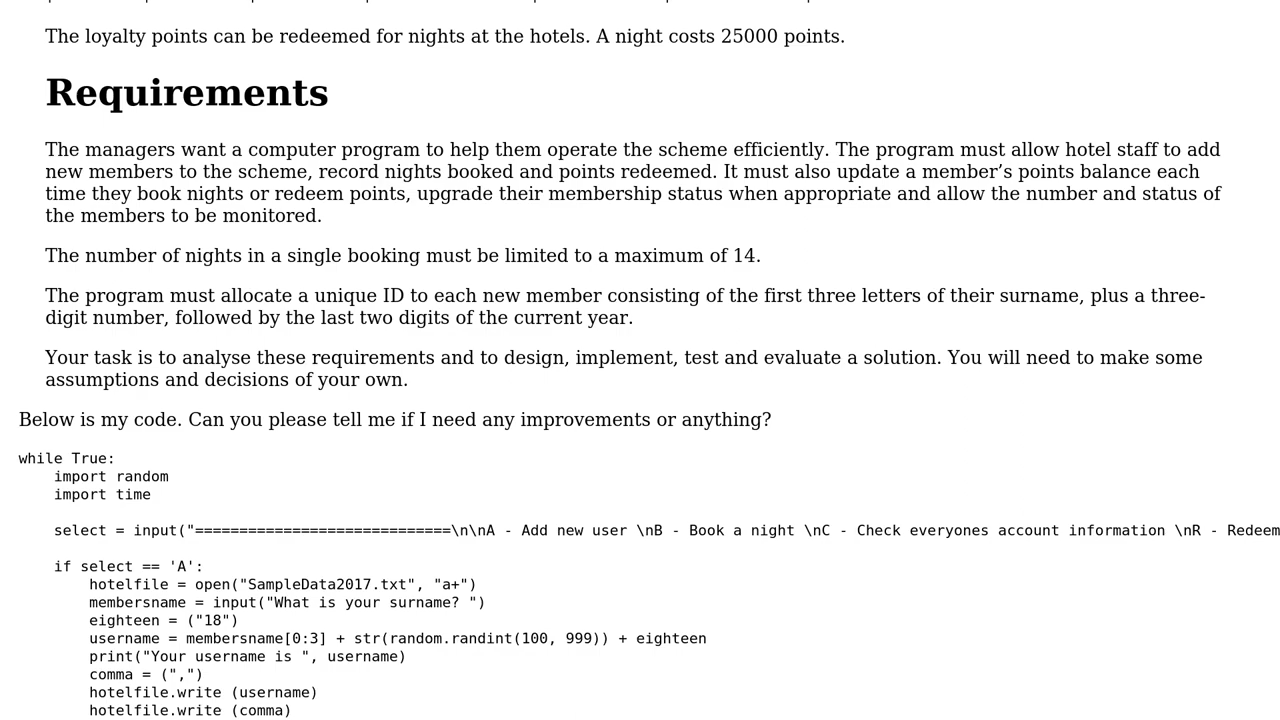 The loyalty points can be redeemed for nights at the hotels. A night costs 25000 points.
Requirements
The managers want a computer program to help them operate the scheme efficiently. The program must allow hotel staff to add
new members to the scheme, record nights booked and points redeemed. It must also update a member’s points balance each
time they book nights or redeem points, upgrade their membership status when appropriate and allow the number and status of
the members to be monitored.
The number of nights in a single booking must be limited to a maximum of 14.
The program must allocate a unique ID to each new member consisting of the first three letters of their surname, plus a three-
digit number, followed by the last two digits of the current year.
Your task is to analyse these requirements and to design, implement, test and evaluate a solution. You will need to make some
assumptions and decisions of your own.
Below is my code. Can you please tell me if I need any improvements or anything?
while True:
    import random
    import time
    select = input("=============================\n\nA - Add new user \nB - Book a night \nC - Check everyones account information \nR - Redeem
    if select == 'A':
        hotelfile = open("SampleData2017.txt", "a+")
        membersname = input("What is your surname? ")
        eighteen = ("18")
        username = membersname[0:3] + str(random.randint(100, 999)) + eighteen
        print("Your username is ", username)
        comma = (",")
        hotelfile.write (username)
        hotelfile.write (comma)